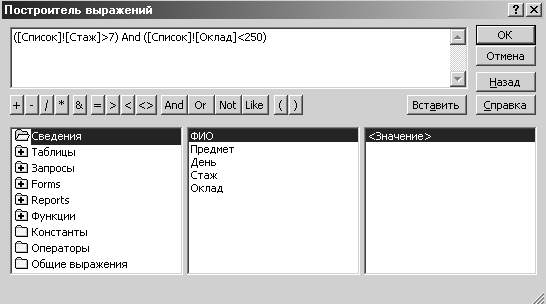 Построитель выражений
([Список]![Стаж]>7) And ([Список]![Оклад]<250)
ОК
Отмена
Назад
+ - / * & = > < <> And Or Not Like ( ) Вставить Справка
Сведения ФИО <Значение>
Таблицы Предмет
Запросы День
Forms Стаж
Reports Оклад
Функции
Константы
Операторы
Общие выражения